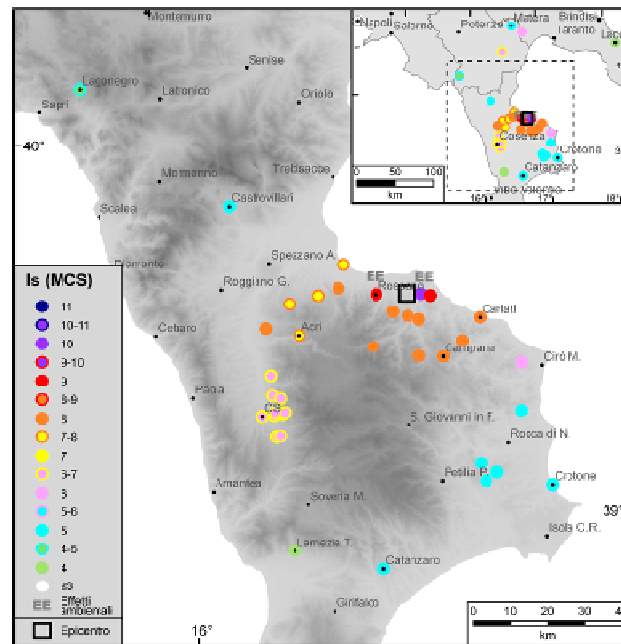 Montemurro
Lagonegro
Senise
Latronico
Oriolo
Sapri
40°
Mormanno
Trebisacce
Castrovillari
Scalea
Spezzano A.
Roggiano G.
EE
EE
Cariati
Cetraro
Acri
Campana
Cirò M.
Paola
CS
S. Giovanni in F.
Rocca di N.
Petilia P.
Crotone
Amantea
Soveria M.
39°
Isola C.R.
Lamezia T.
Catanzaro
Girifalco
16°
0 10 20 30 40
km
Is (MCS)
11
10-11
10
9-10
9
8-9
8
7-8
7
6-7
6
5-6
5
4-5
4
EE Effetti ambientali
Epicentro
Napoli
Salerno
Potenza
Matera
Brindisi
Taranto
Cosenza
Crotone
Catanzaro
Vibo Valentia
0 50 100
km
16°
17°